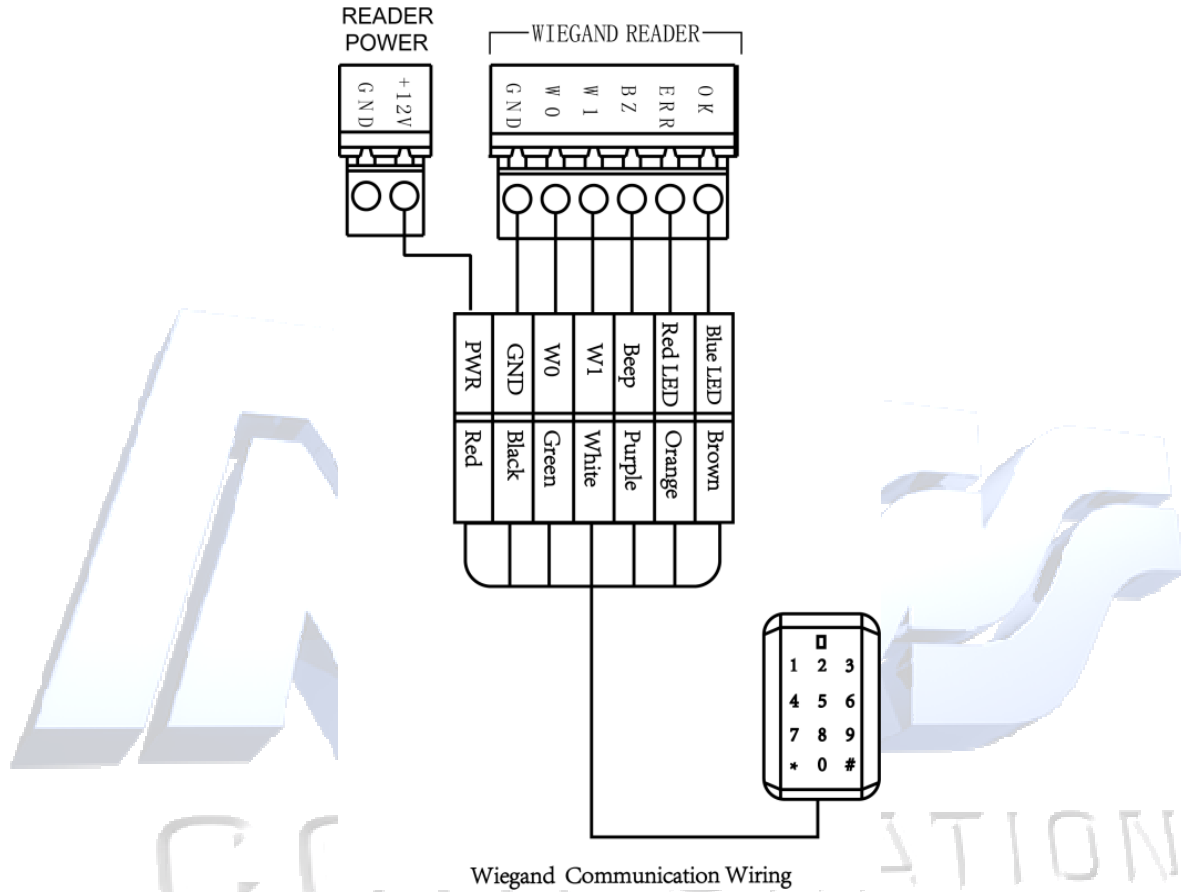 READER
POWER
WIEGAND READER
GND
+12V
GND
W0
W1
BZ
ERR
OK
PWR
GND
W0
W1
Beep
Red LED
Blue LED
Red
Black
Green
White
Purple
Orange
Brown
1 2 3
4 5 6
7 8 9
* 0 #
Wiegand Communication Wiring